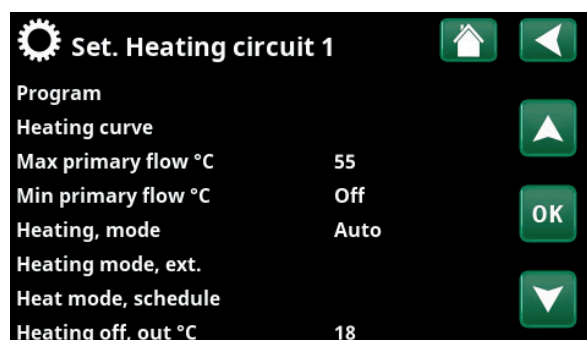 Set. Heating circuit 1
Program
Heating curve
Max primary flow °C 55
Min primary flow °C Off
Heating, mode Auto
OK
Heating mode, ext.
Heat mode, schedule
Heating off, out °C 18